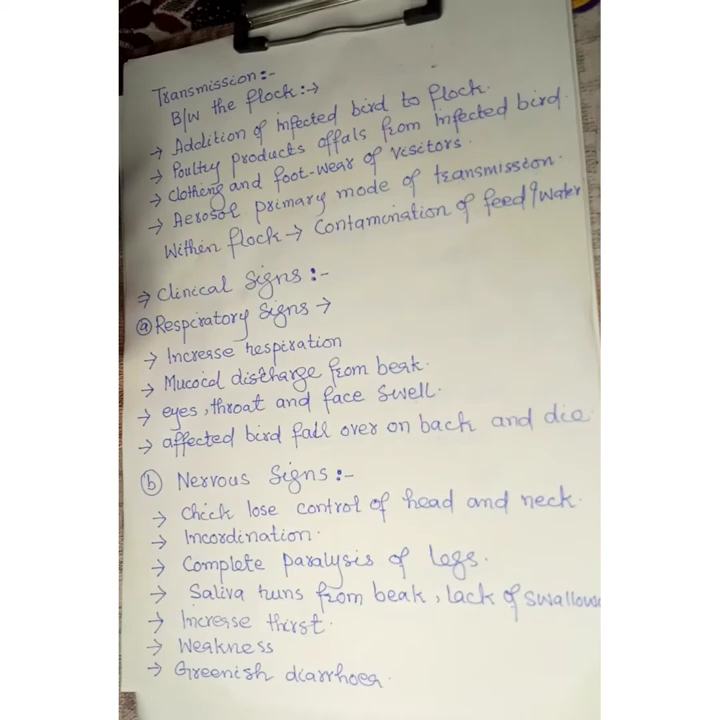 Transmission:-
B/W the flock:→
→ Addition of infected bird to flock.
→ Poultry products offals from infected bird.
→ Clothing and foot-wear of visitors.
→ Aerosol primary mode of transmission.
Within flock → Contamination of feed & water
→ Clinical Signs:-
ⓐ Respiratory Signs →
→ Increase respiration
→ Mucoid discharge from beak.
→ eyes, throat and face swell.
→ affected bird fall over on back and die.
ⓑ Nervous Signs:-
→ Chick lose control of head and neck.
→ Incordination.
→ Complete paralysis of legs.
→ Saliva runs from beak, lack of swallow
→ Increase thirst.
→ Weakness
→ Greenish diarrhoea.